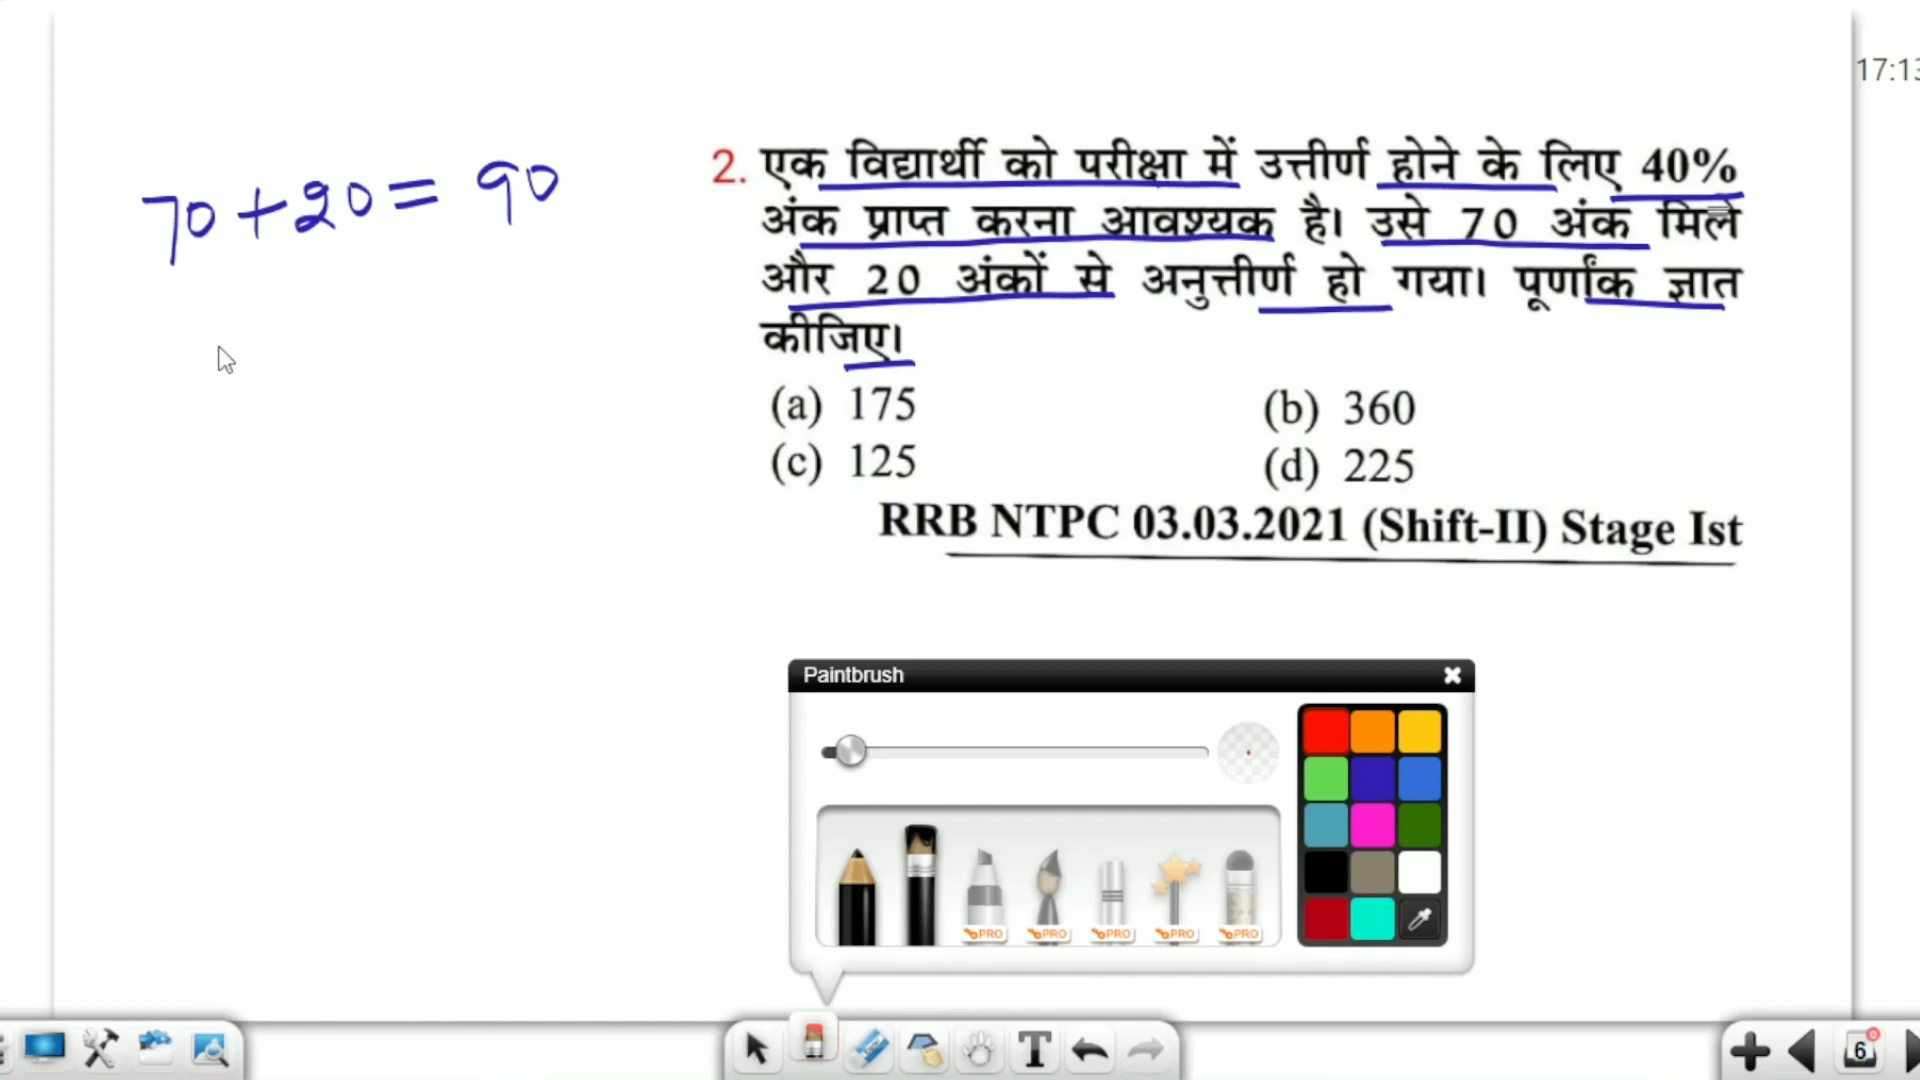 17:13
70+20= 90
2. एक विद्यार्थी को परीक्षा में उत्तीर्ण होने के लिए 40%
अंक प्राप्त करना आवश्यक है। उसे 70 अंक मिले
और 20 अंकों से अनुत्तीर्ण हो गया। पूर्णांक ज्ञात
कीजिए।
(a) 175 (b) 360
(c) 125 (d) 225
RRB NTPC 03.03.2021 (Shift-II) Stage Ist
Paintbrush
PRO PRO PRO PRO PRO
T
6
0